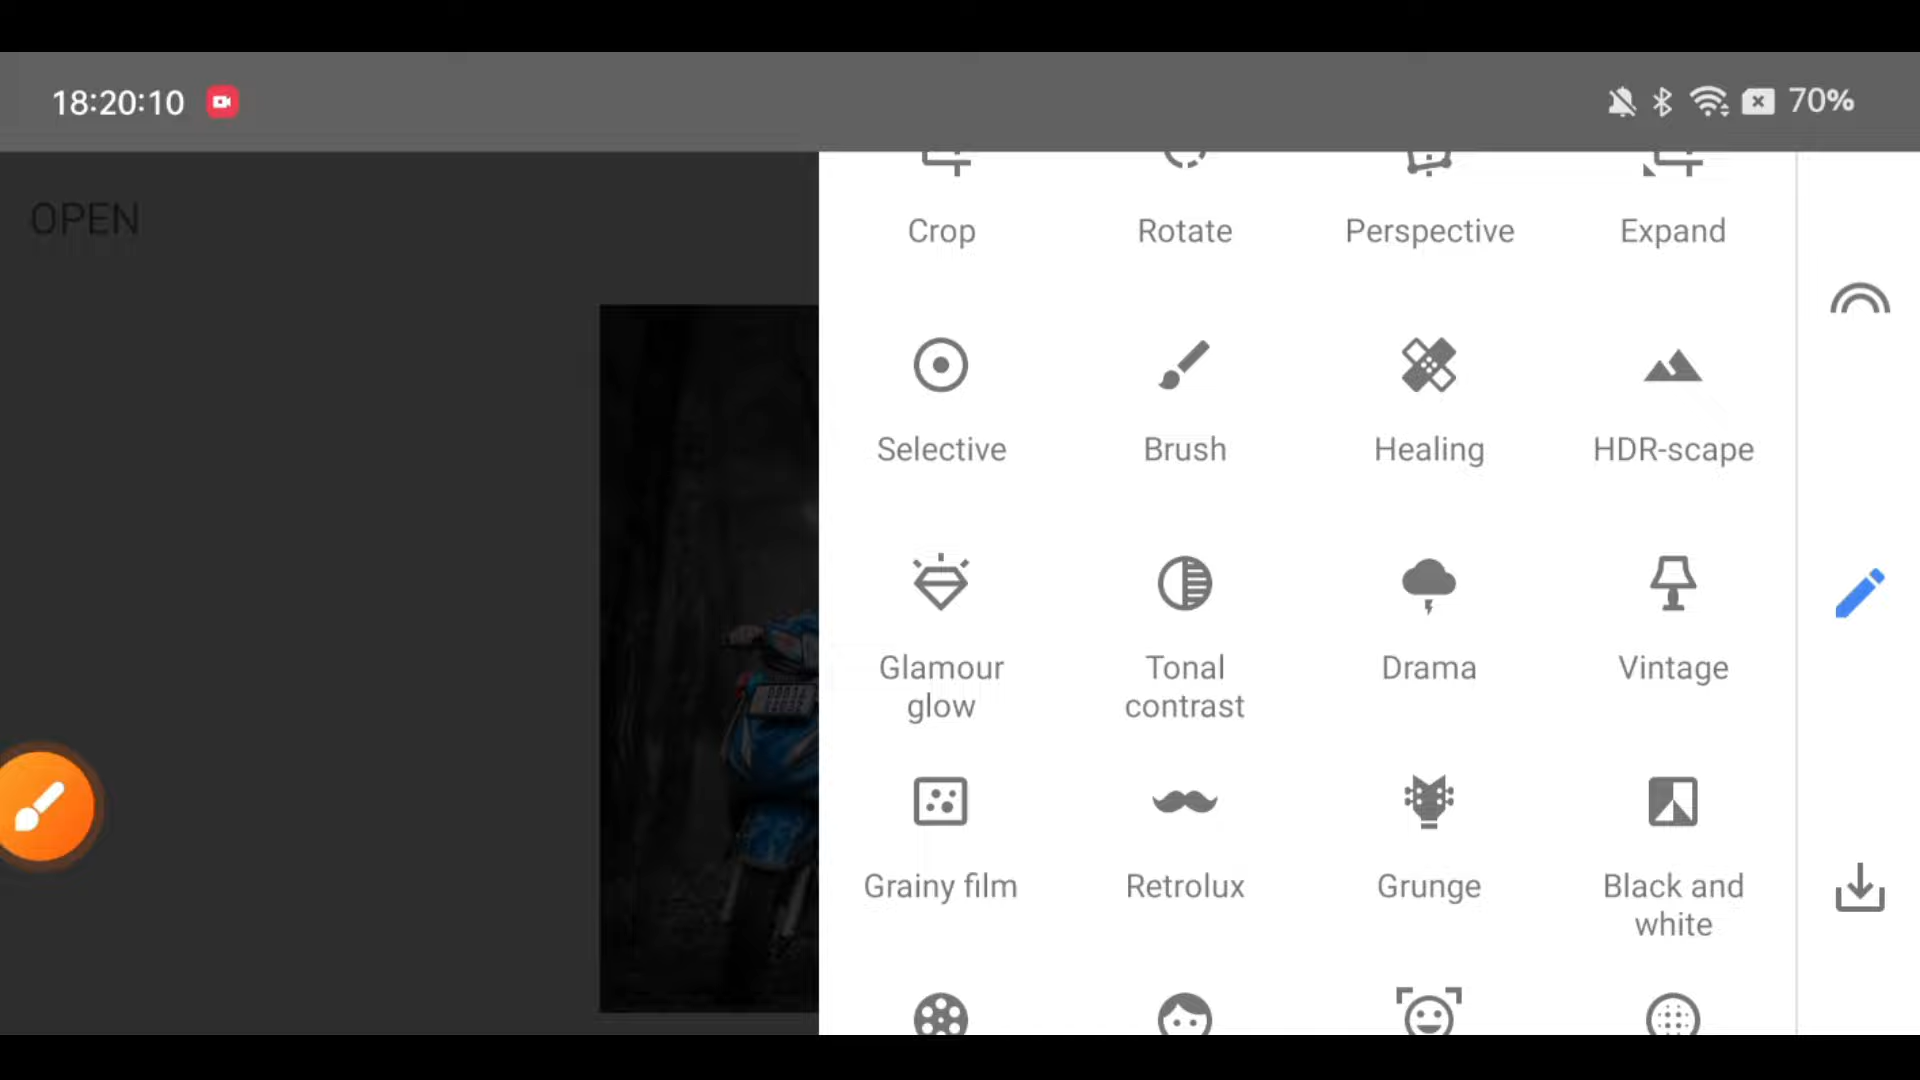 18:20:10
70%
OPEN
Crop
Rotate
Perspective
Expand
Selective
Brush
Healing
HDR-scape
Glamour
glow
Tonal
contrast
Drama
Vintage
Grainy film
Retrolux
Grunge
Black and
white